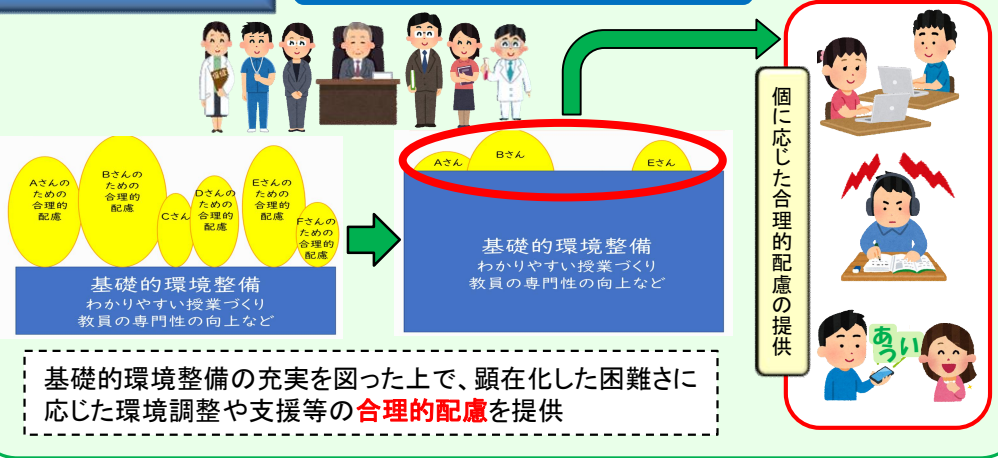 Aさんの
ための
合理的
配慮
Bさんの
ための
合理的
配慮
Cさん
Dさんの
ための
合理的
配慮
Eさんの
ための
合理的
配慮
Fさんの
ための
合理的
配慮
基礎的環境整備
わかりやすい授業づくり
教員の専門性の向上など
Aさん
Bさん
Eさん
基礎的環境整備
わかりやすい授業づくり
教員の専門性の向上など
個に応じた合理的配慮の提供
あ
い
う
基礎的環境整備の充実を図った上で、顕在化した困難さに
応じた環境調整や支援等の合理的配慮を提供